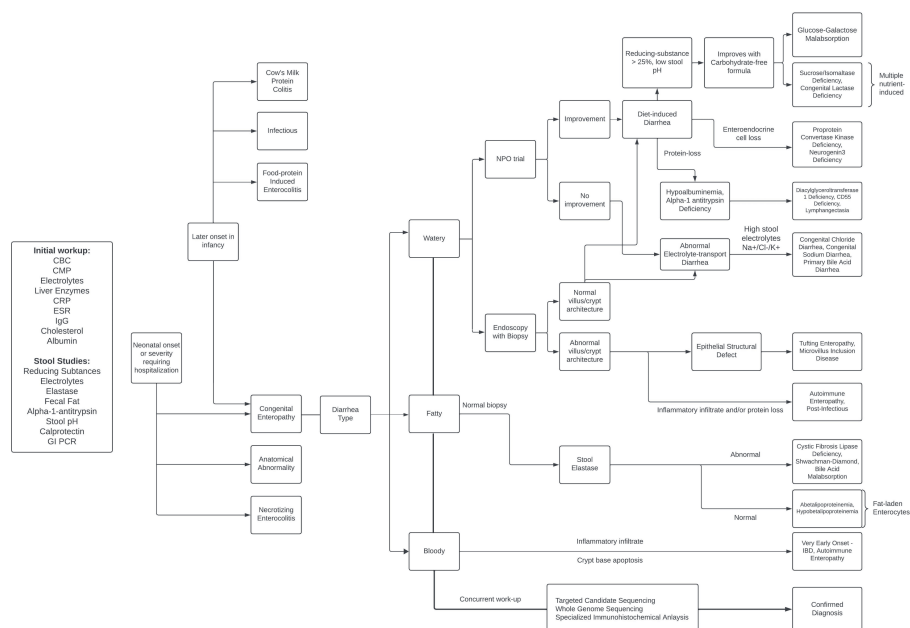 Initial workup:
CBC
CMP
Electrolytes
Liver Enzymes
CRP
ESR
IgG
Cholesterol
Albumin
Stool Studies:
Reducing Subtances
Electrolytes
Elastase
Fecal Fat
Alpha-1-antitrypsin
Stool pH
Calprotectin
GI PCR
Neonatal onset
or severity
requiring
hospitalization
Later onset in
infancy
Cow's Milk
Protein
Colitis
Infectious
Food-protein
Induced
Enterocolitis
Congenital
Enteropathy
Anatomical
Abnormality
Necrotizing
Enterocolitis
Diarrhea
Type
Watery
Fatty
Bloody
NPO trial
Endoscopy
with Biopsy
Improvement
No
improvement
Normal
villus/crypt
architecture
Abnormal
villus/crypt
architecture
Diet-induced
Diarrhea
Reducing-substance
> 25%, low stool
pH
Improves with
Carbohydrate-free
formula
Glucose-Galactose
Malabsorption
Sucrose/Isomaltase
Deficiency,
Congenital Lactase
Deficiency
Multiple
nutrient-
induced
Enteroendocrine
cell loss
Proprotein
Convertase Kinase
Deficiency,
Neurogenin3
Deficiency
Protein-loss
Hypoalbuminemia,
Alpha-1 antitrypsin
Deficiency
Diacylglyceroltransferase
1 Deficiency, CD55
Deficiency,
Lymphangectasia
Abnormal
Electrolyte-transport
Diarrhea
High stool
electrolytes
Na+/Cl-/K+
Congenital Chloride
Diarrhea, Congenital
Sodium Diarrhea,
Primary Bile Acid
Diarrhea
Epithelial Structural
Defect
Tufting Enteropathy,
Microvillus Inclusion
Disease
Inflammatory infiltrate and/or protein loss
Autoimmune
Enteropathy,
Post-Infectious
Normal biopsy
Stool
Elastase
Abnormal
Cystic Fibrosis Lipase
Deficiency,
Shwachman-Diamond,
Bile Acid
Malabsorption
Normal
Abetalipoproteinemia,
Hypobetalipoproteinemia
Fat-laden
Enterocytes
Inflammatory infiltrate
Crypt base apoptosis
Very Early Onset -
IBD, Autoimmune
Enteropathy
Concurrent work-up
Targeted Candidate Sequencing
Whole Genome Sequencing
Specialized Immunohistochemical Anlaysis
Confirmed
Diagnosis